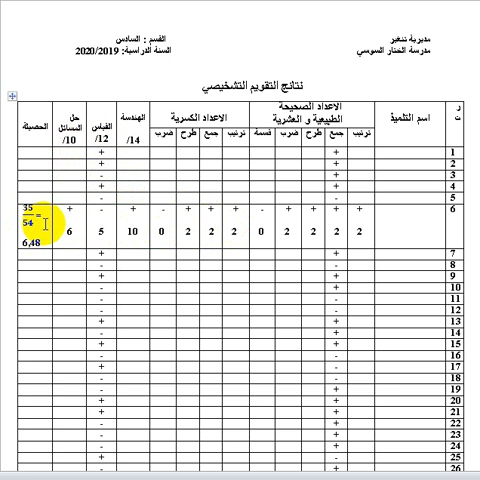 مديرية تنغير
القسم : السادس
مدرسة المختار السوسي
السنة الدراسية: 2020/2019
نتائج التقويم التشخيصي
ر ت
اسم التلميذ
الاعداد الصحيحة الطبيعية و العشرية
الاعداد الكسرية
الهندسة /14
القياس /12
حل المسائل /10
الحصيلة
ترتيب جمع طرح ضرب قسمة ترتيب جمع طرح ضرب
1 + +
2 + +
3 + -
4 + +
5 - -
6 + + + + - + + + - + - +
2 2 2 2 0 2 2 2 0 10 5 6
35
54 =
6,48
7 + +
8 - -
9 + +
10 + -
11 - -
12 - -
13 + +
14 + -
15 + +
16 - -
17 - +
18 - -
19 + +
20 + +
21 + +
22 + -
23 + -
24 + -
25 - +
26 +